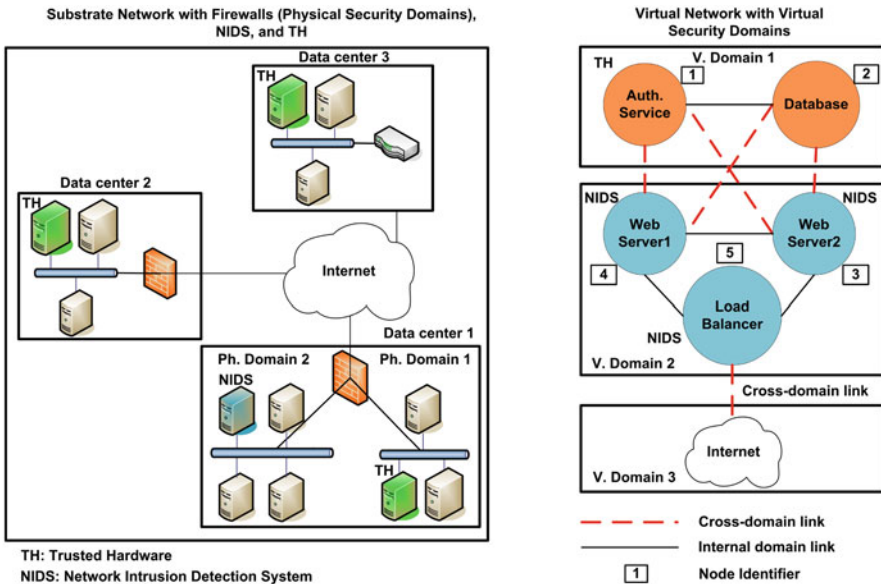 Substrate Network with Firewalls (Physical Security Domains),
NIDS, and TH
Data center 3
TH
Data center 2
TH
Internet
Data center 1
Ph. Domain 2
Ph. Domain 1
NIDS
TH
TH: Trusted Hardware
NIDS: Network Intrusion Detection System
Virtual Network with Virtual
Security Domains
V. Domain 1
TH
1
2
Auth.
Service
Database
NIDS
NIDS
Web
Server1
Web
Server2
5
4
3
Load
Balancer
NIDS
V. Domain 2
Cross-domain link
Internet
V. Domain 3
Cross-domain link
Internal domain link
1
Node Identifier